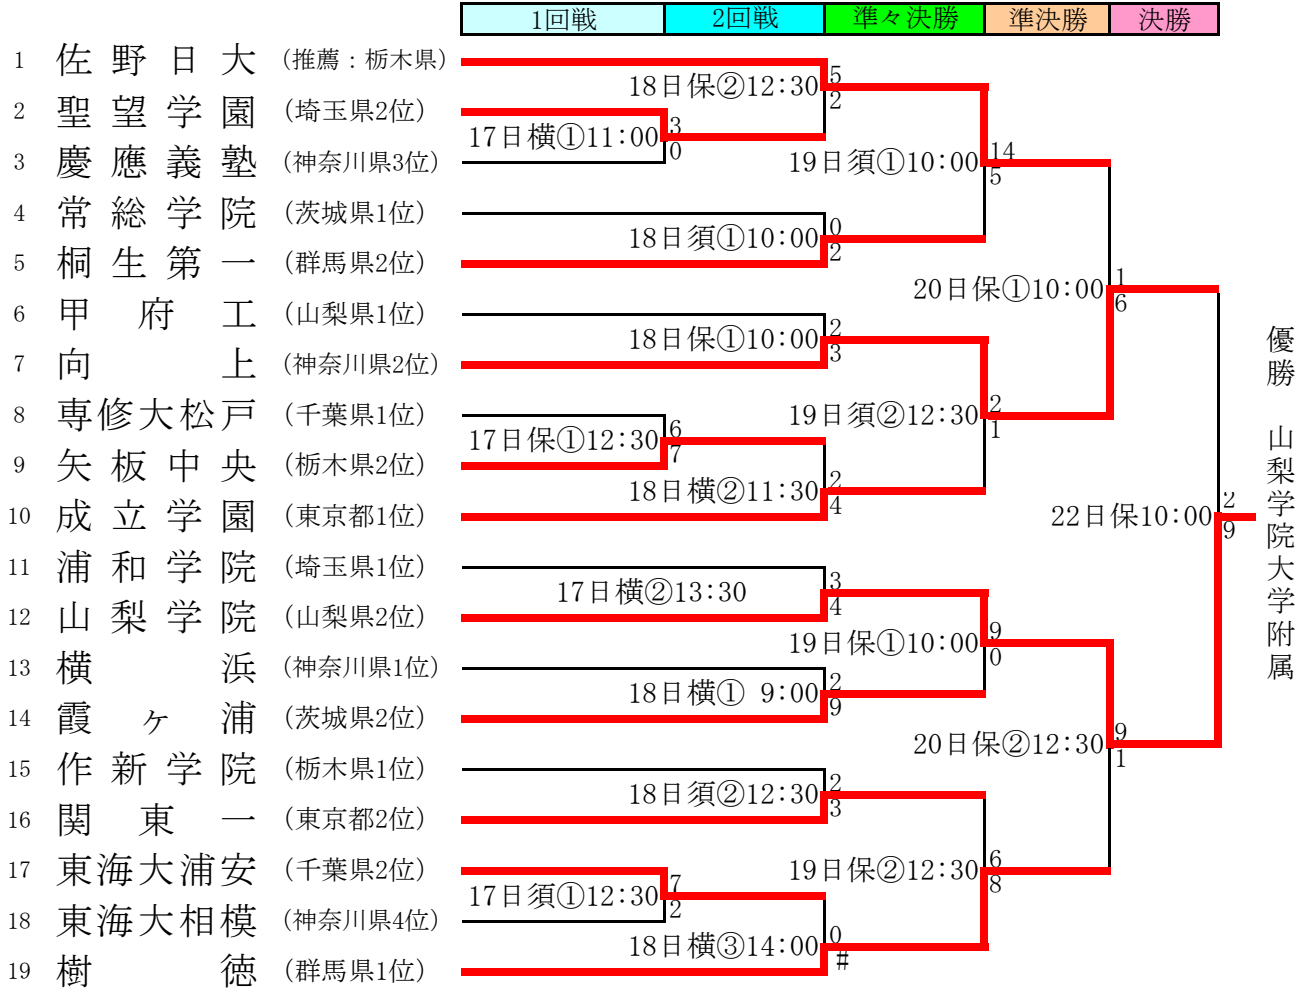 1回戦 2回戦 準々決勝 準決勝 決勝
1 佐野日大 (推薦：栃木県)
18日保②12:30 5 2
2 聖望学園 (埼玉県2位)
17日横①11:00 3 0
3 慶應義塾 (神奈川県3位)
19日須①10:00 14 5
4 常総学院 (茨城県1位)
18日須①10:00 0 2
5 桐生第一 (群馬県2位)
20日保①10:00 1 6
6 甲府工 (山梨県1位)
18日保①10:00 2 3
7 向上 (神奈川県2位)
8 専修大松戸 (千葉県1位)
19日須②12:30 2 1
17日保①12:30 6 7
9 矢板中央 (栃木県2位)
18日横②11:30 2 4
10 成立学園 (東京都1位)
22日保10:00 2 9
優勝 山梨学院大学附属
11 浦和学院 (埼玉県1位)
17日横②13:30 3 4
12 山梨学院 (山梨県2位)
19日保①10:00 9 0
13 横浜 (神奈川県1位)
18日横① 9:00 2 9
14 霞ヶ浦 (茨城県2位)
20日保②12:30 9 1
15 作新学院 (栃木県1位)
18日須②12:30 2 3
16 関東一 (東京都2位)
17 東海大浦安 (千葉県2位)
19日保②12:30 6 8
17日須①12:30 7 2
18 東海大相模 (神奈川県4位)
18日横③14:00 0 #
19 樹徳 (群馬県1位)